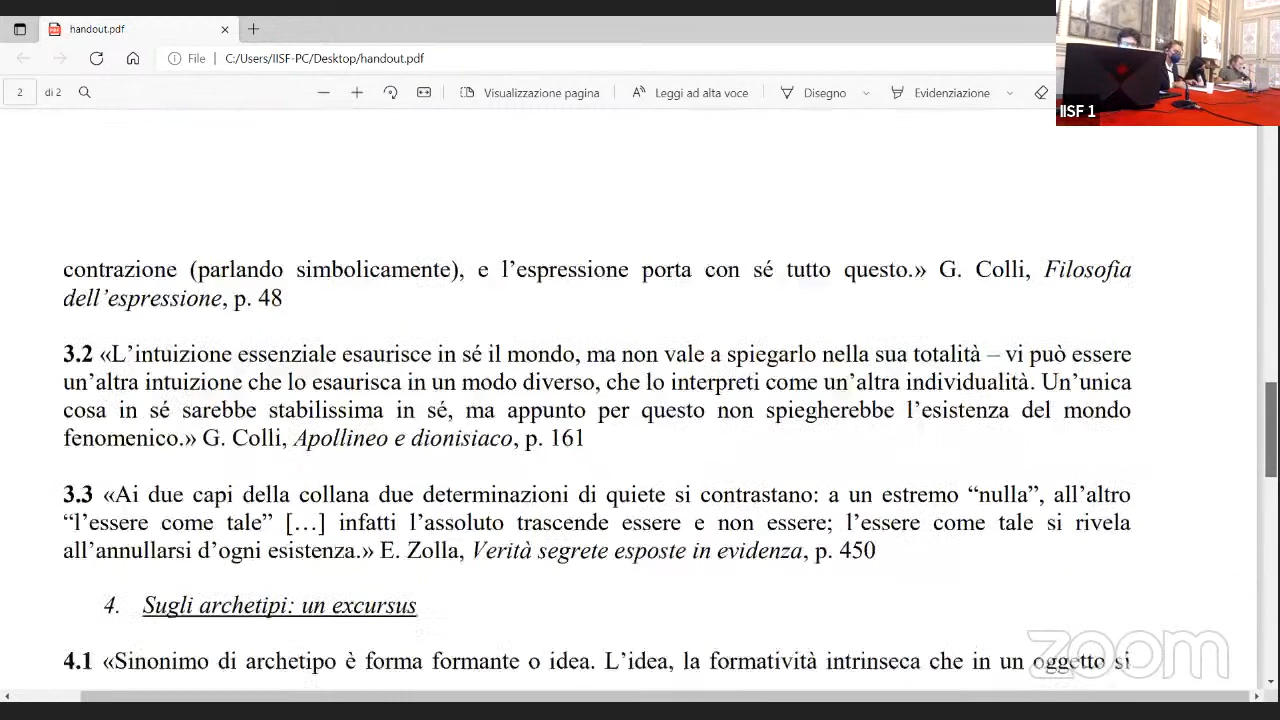 handout.pdf
File
C:/Users/IISF-PC/Desktop/handout.pdf
2 di 2
Visualizzazione pagina
Leggi ad alta voce
Disegno
Evidenziazione
IISF 1
contrazione (parlando simbolicamente), e l’espressione porta con sé tutto questo.» G. Colli, Filosofia
dell’espressione, p. 48
3.2 «L’intuizione essenziale esaurisce in sé il mondo, ma non vale a spiegarlo nella sua totalità – vi può essere
un’altra intuizione che lo esaurisca in un modo diverso, che lo interpreti come un’altra individualità. Un’unica
cosa in sé sarebbe stabilissima in sé, ma appunto per questo non spiegherebbe l’esistenza del mondo
fenomenico.» G. Colli, Apollineo e dionisiaco, p. 161
3.3 «Ai due capi della collana due determinazioni di quiete si contrastano: a un estremo “nulla”, all’altro
“l’essere come tale” […] infatti l’assoluto trascende essere e non essere; l’essere come tale si rivela
all’annullarsi d’ogni esistenza.» E. Zolla, Verità segrete esposte in evidenza, p. 450
4. Sugli archetipi: un excursus
4.1 «Sinonimo di archetipo è forma formante o idea. L’idea, la formatività intrinseca che in un oggetto si
zoom